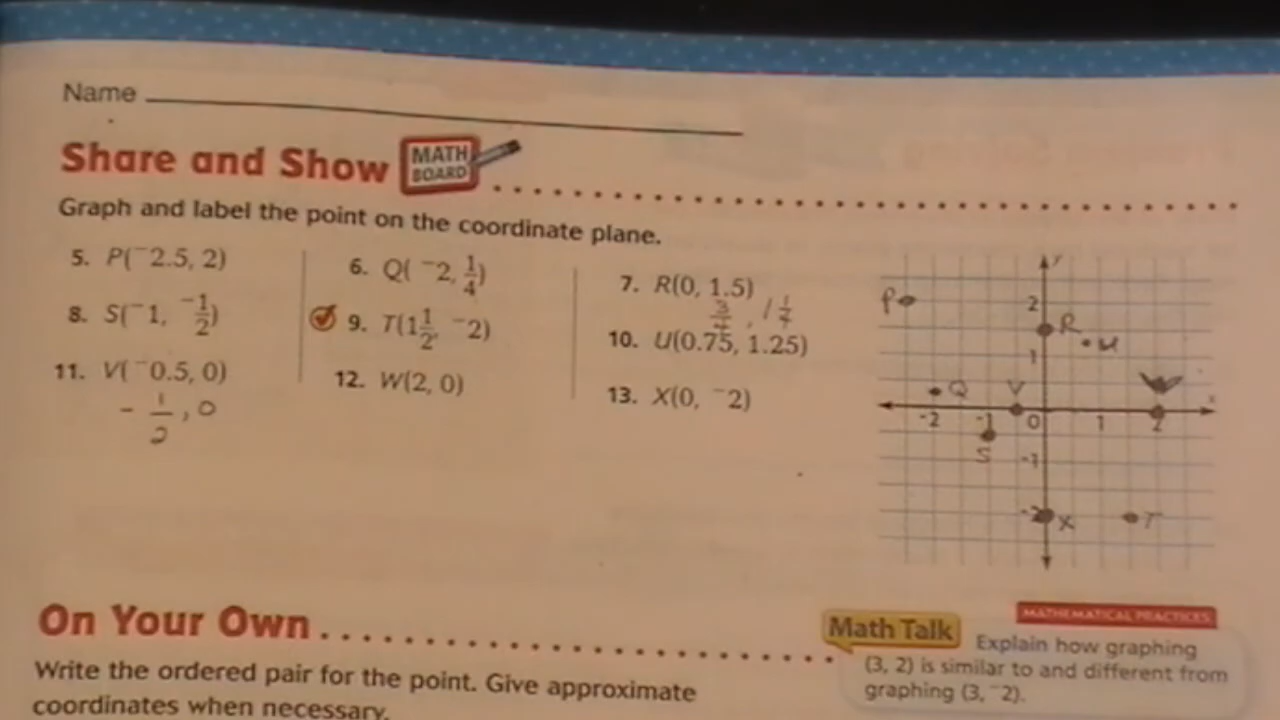 Name
Share and Show MATH BOARD
Graph and label the point on the coordinate plane.
5. P(⁻2.5, 2)
6. Q(⁻2, 1/4)
7. R(0, 1.5)
8. S(⁻1, ⁻1/2)
9. T(1 1/2, ⁻2)
3/4, 1 1/4
10. U(0.75, 1.25)
11. V(⁻0.5, 0)
- 1/2, 0
12. W(2, 0)
13. X(0, ⁻2)
y
P 2
R
1 u
Q V W
x
-2 -1 0 1 2
S -1
-2 X T
On Your Own
Write the ordered pair for the point. Give approximate
coordinates when necessary.
MATHEMATICAL PRACTICES
Math Talk Explain how graphing
(3, 2) is similar to and different from
graphing (3, ⁻2).